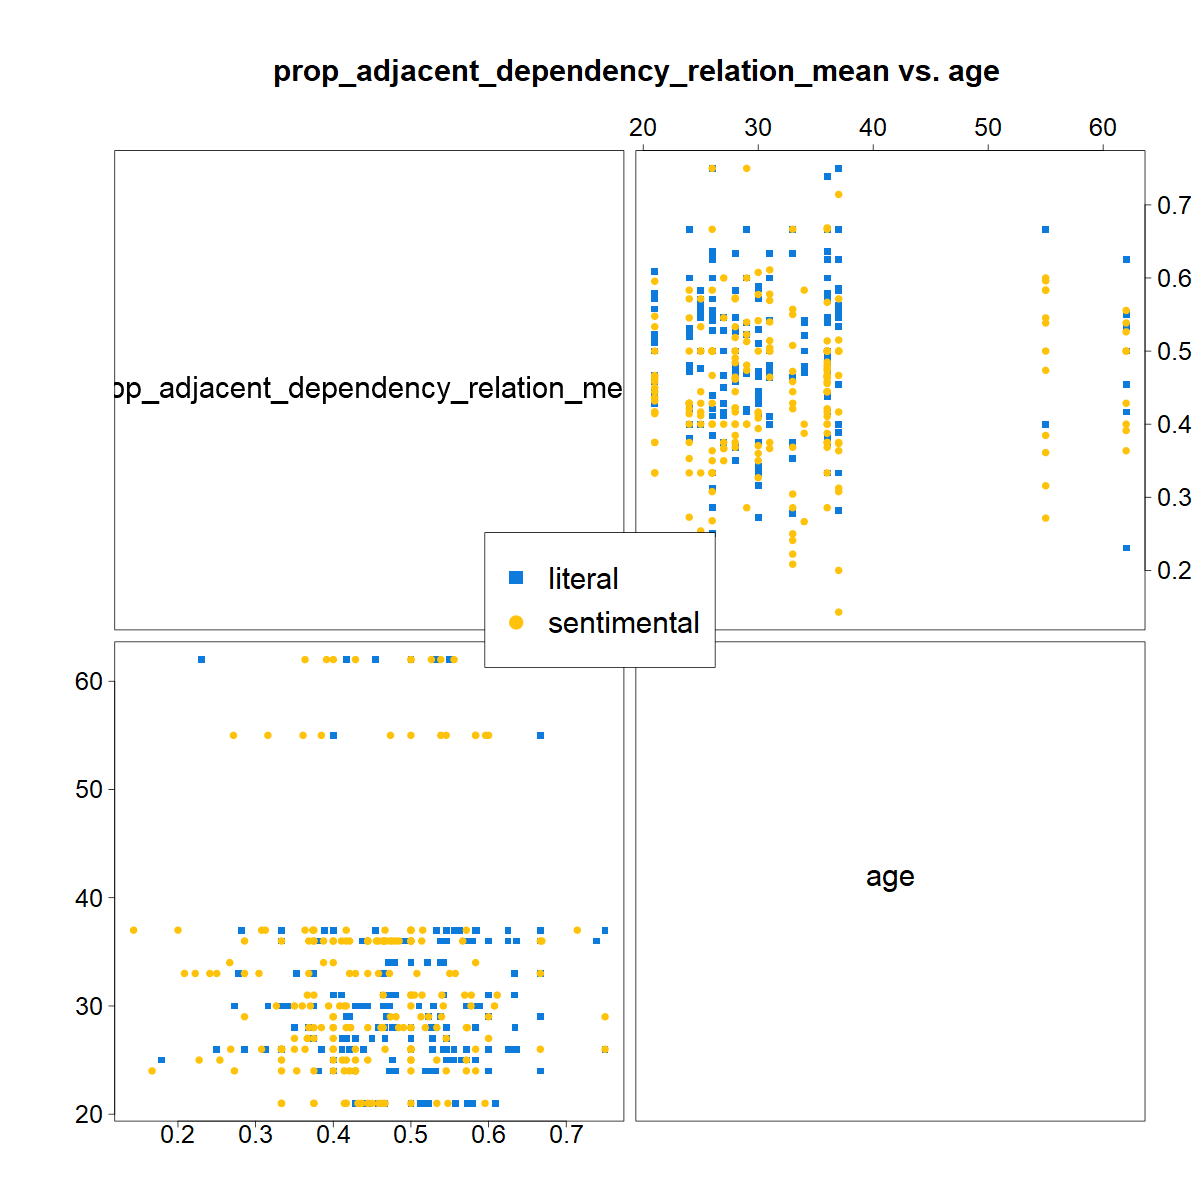 prop_adjacent_dependency_relation_mean vs. age
20 30 40 50 60
0.7
0.6
0.5
0.4
0.3
0.2
op_adjacent_dependency_relation_me
literal
sentimental
60
50
40
30
20
age
0.2 0.3 0.4 0.5 0.6 0.7